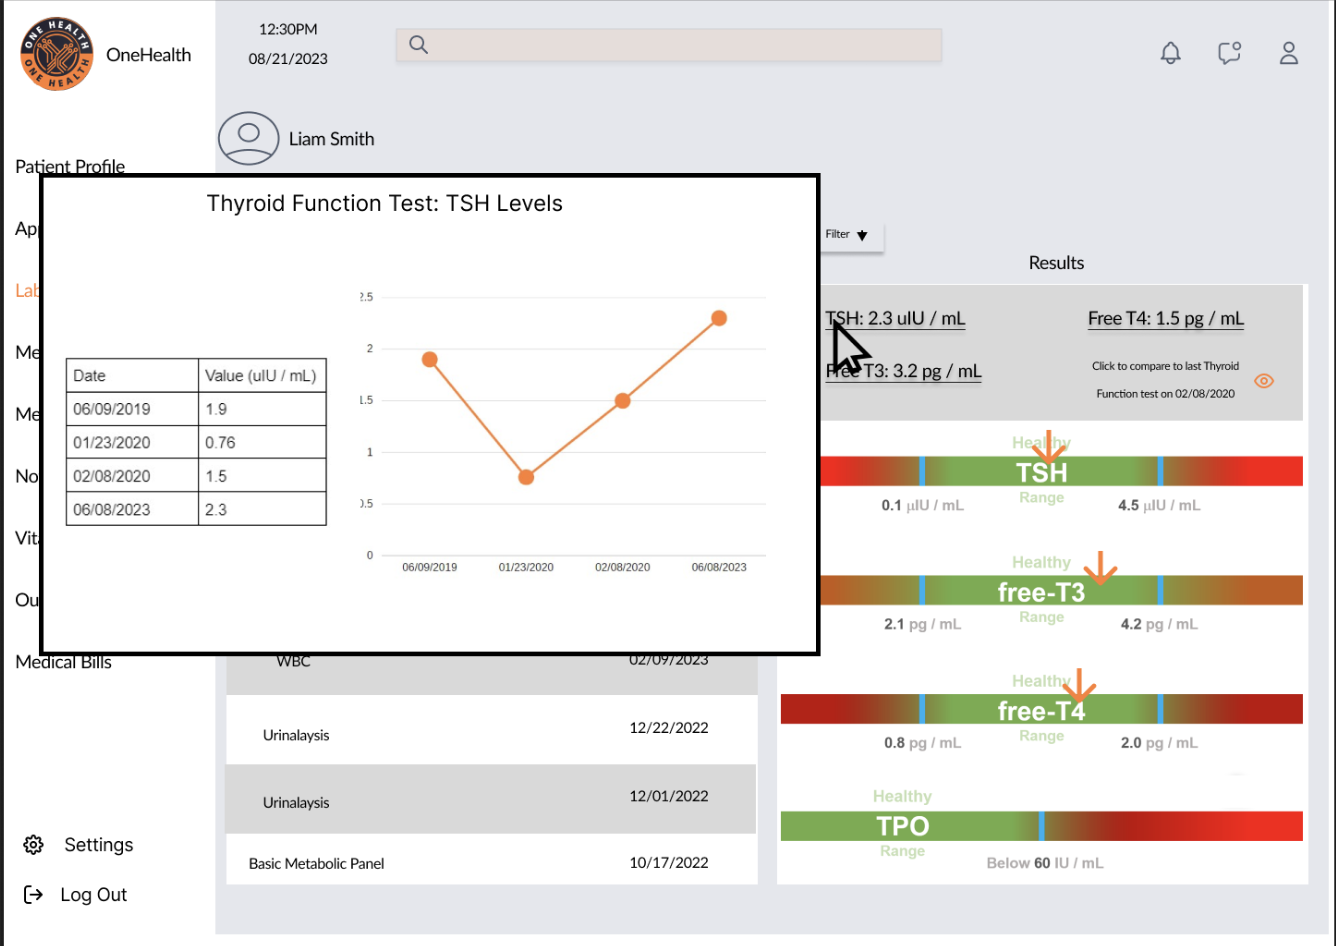 ONE HEALTH
ONE HEALTH
OneHealth
12:30PM
08/21/2023
Liam Smith
Patient Profile
Ap
Lab
Me
Me
No
Vit
Ou
Medical Bills
Settings
Log Out
Thyroid Function Test: TSH Levels
Date Value (uIU / mL)
06/09/2019 1.9
01/23/2020 0.76
02/08/2020 1.5
06/08/2023 2.3
2.5
2
1.5
1
0.5
0
06/09/2019 01/23/2020 02/08/2020 06/08/2023
WBC 02/09/2023
Urinalaysis 12/22/2022
Urinalaysis 12/01/2022
Basic Metabolic Panel 10/17/2022
Filter
Results
TSH: 2.3 uIU / mL
Free T4: 1.5 pg / mL
Free T3: 3.2 pg / mL
Click to compare to last Thyroid
Function test on 02/08/2020
Healthy
TSH
Range
0.1 µIU / mL 4.5 µIU / mL
Healthy
free-T3
Range
2.1 pg / mL 4.2 pg / mL
Healthy
free-T4
Range
0.8 pg / mL 2.0 pg / mL
Healthy
TPO
Range
Below 60 IU / mL